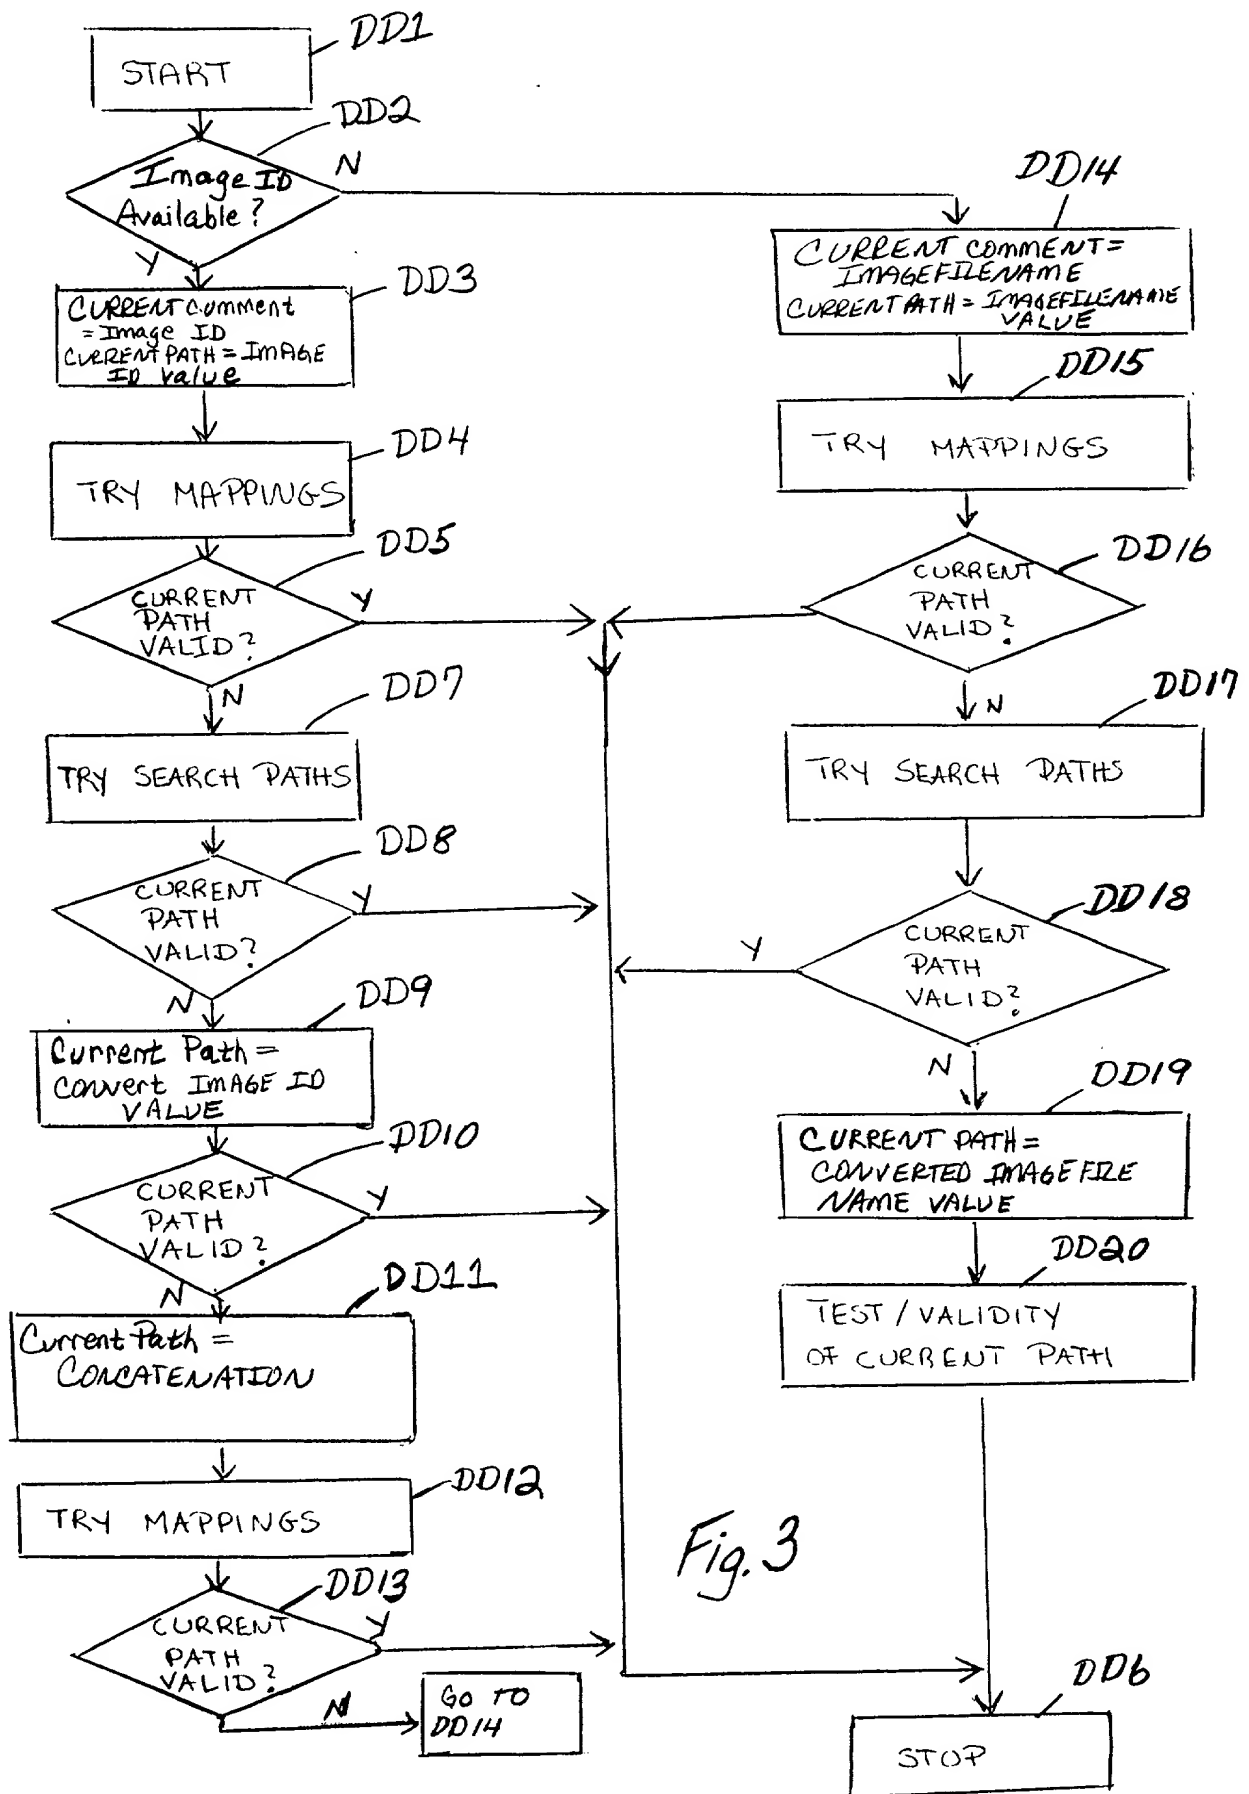 DD1
START
DD2
Image ID
Available?
N
Y
DD3
CURRENT Comment
= Image ID
CURRENT PATH = IMAGE
ID Value
DD4
TRY MAPPINGS
DD5
CURRENT
PATH
VALID?
Y
N
DD7
TRY SEARCH PATHS
DD8
CURRENT
PATH
VALID?
Y
N
DD9
Current Path =
Convert IMAGE ID
VALUE
DD10
CURRENT
PATH
VALID?
Y
N
DD11
Current Path =
CONCATENATION
DD12
TRY MAPPINGS
DD13
CURRENT
PATH
VALID?
Y
N
GO TO
DD14
DD14
CURRENT COMMENT =
IMAGEFILENAME
CURRENT PATH = IMAGEFILENAME
VALUE
DD15
TRY MAPPINGS
DD16
CURRENT
PATH
VALID?
N
DD17
TRY SEARCH PATHS
DD18
CURRENT
PATH
VALID?
Y
N
DD19
CURRENT PATH =
CONVERTED IMAGE FILE
NAME VALUE
DD20
TEST / VALIDITY
OF CURRENT PATH
Fig. 3
DD6
STOP